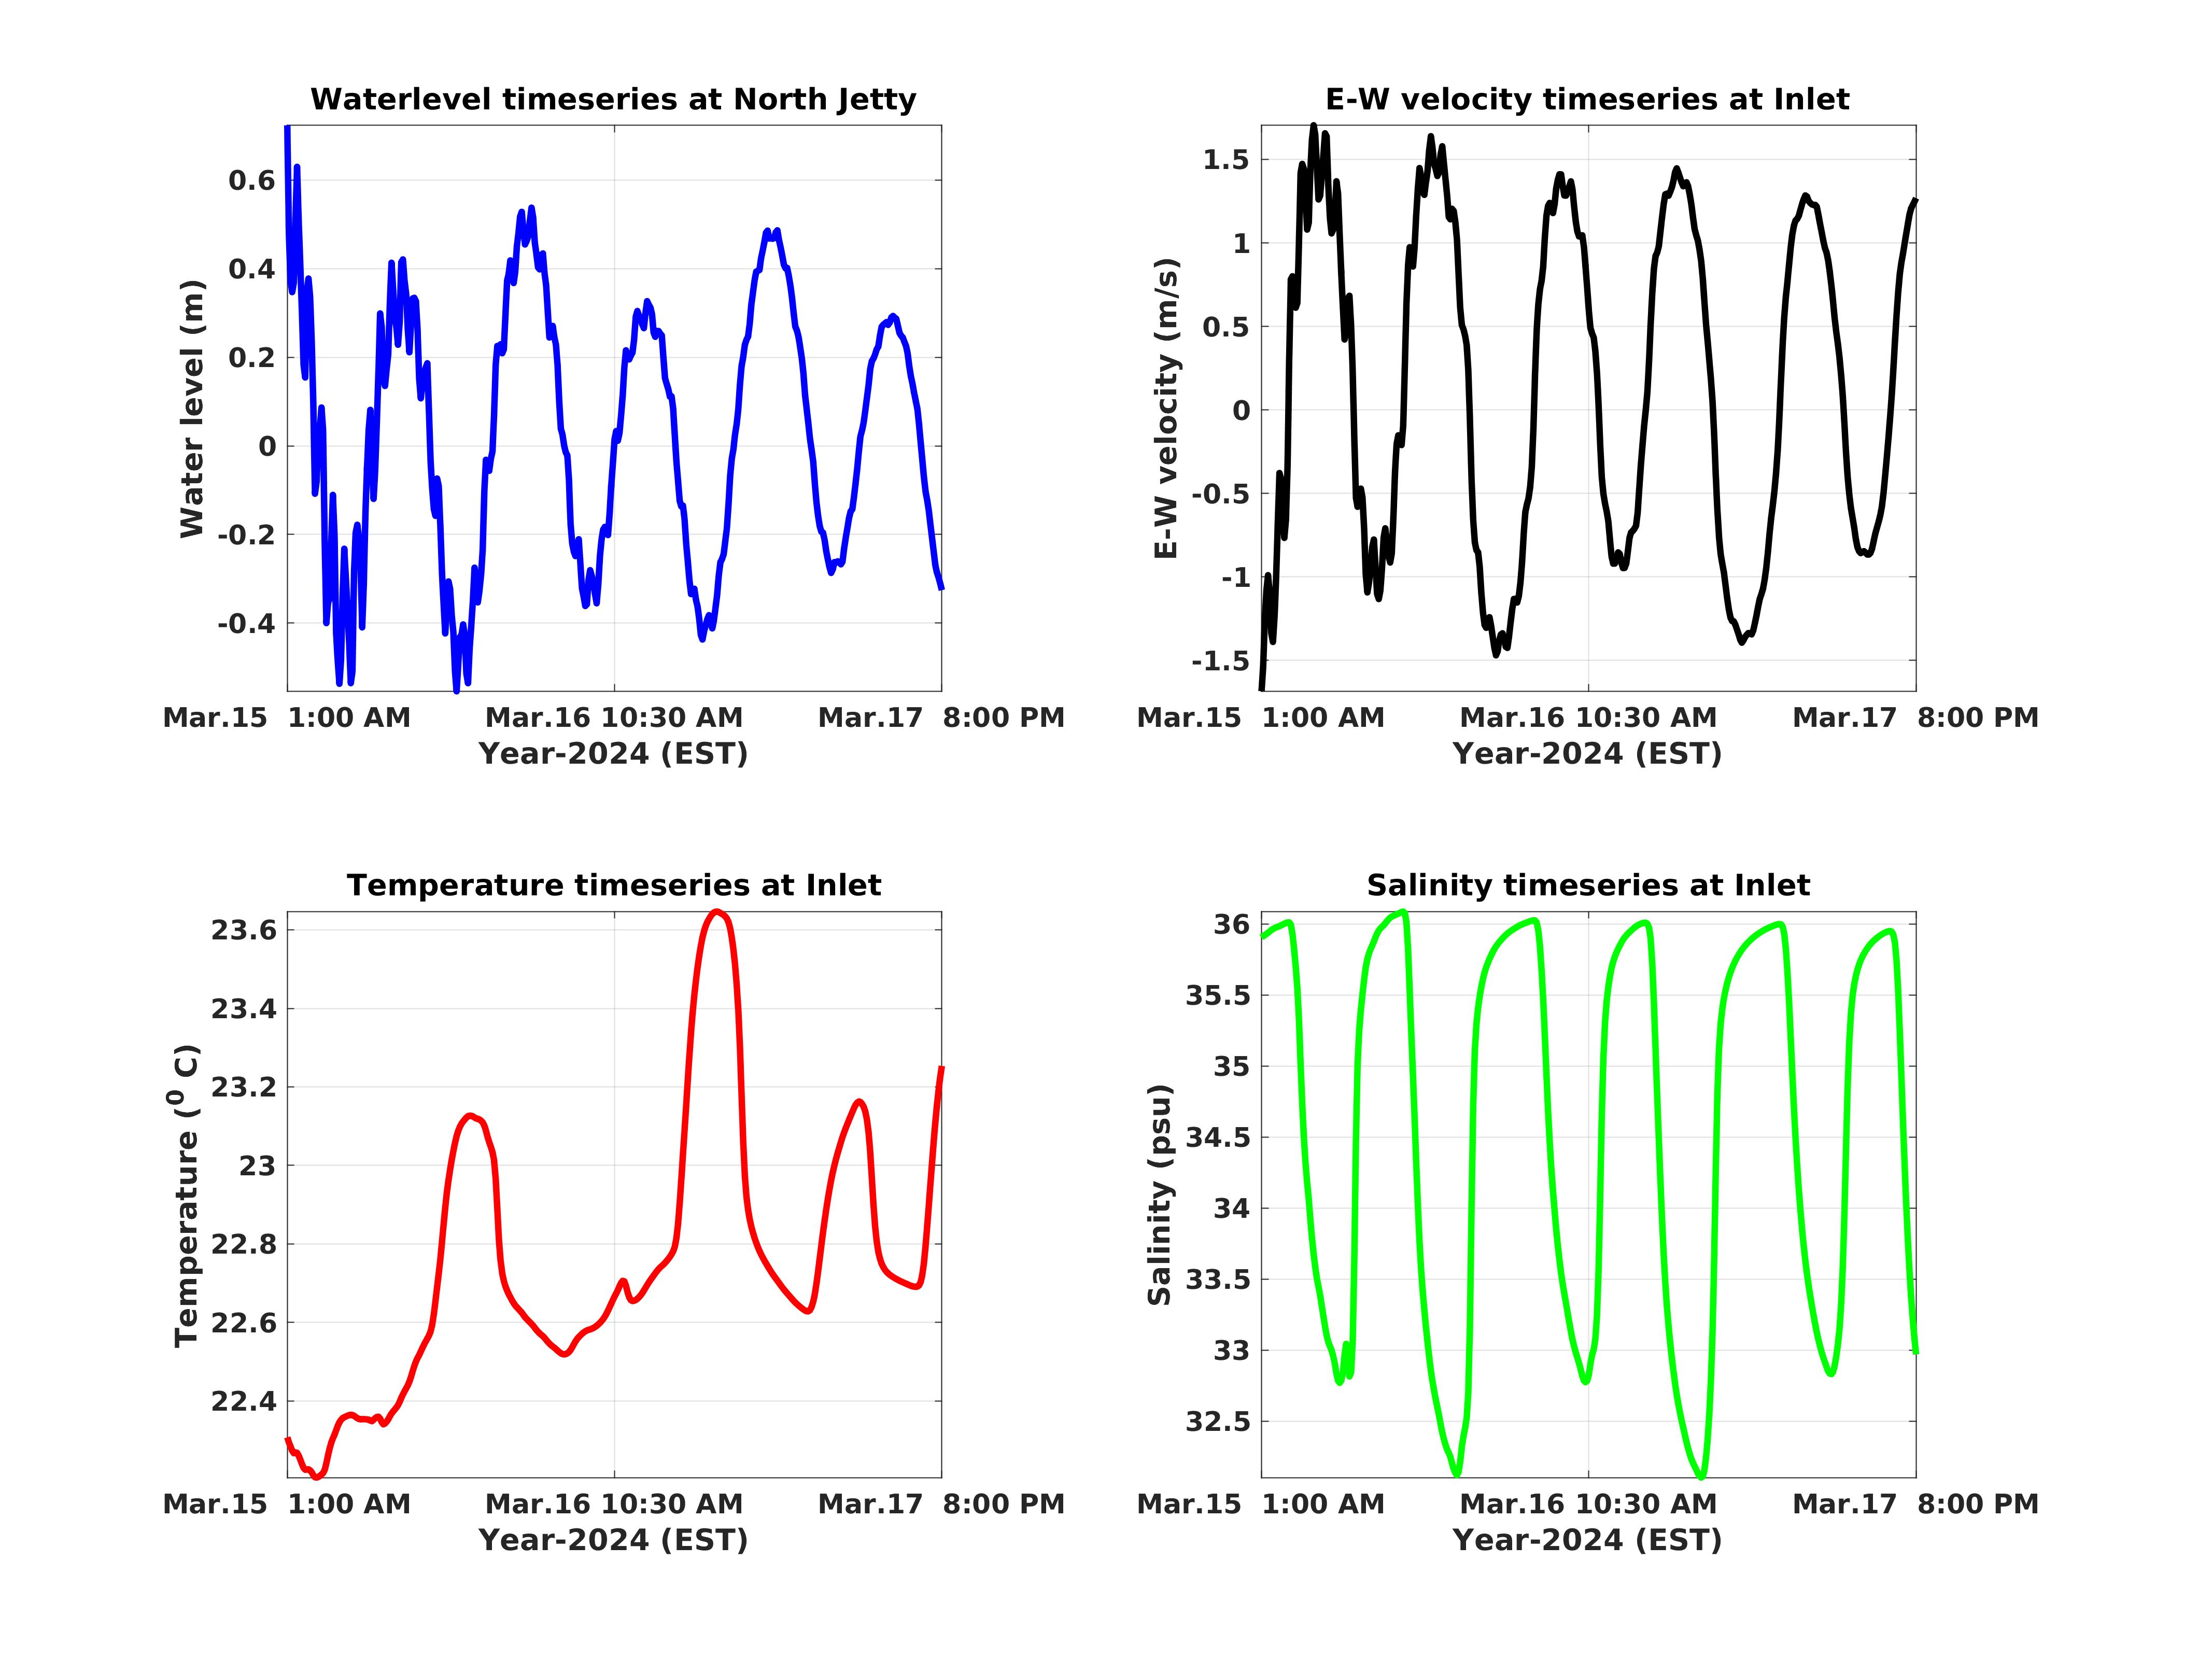 Waterlevel timeseries at North Jetty
Water level (m)
0.6
0.4
0.2
0
-0.2
-0.4
Mar.15 1:00 AM Mar.16 10:30 AM Mar.17 8:00 PM
Year-2024 (EST)
E-W velocity timeseries at Inlet
E-W velocity (m/s)
1.5
1
0.5
0
-0.5
-1
-1.5
Mar.15 1:00 AM Mar.16 10:30 AM Mar.17 8:00 PM
Year-2024 (EST)
Temperature timeseries at Inlet
Temperature (⁰ C)
23.6
23.4
23.2
23
22.8
22.6
22.4
Mar.15 1:00 AM Mar.16 10:30 AM Mar.17 8:00 PM
Year-2024 (EST)
Salinity timeseries at Inlet
Salinity (psu)
36
35.5
35
34.5
34
33.5
33
32.5
Mar.15 1:00 AM Mar.16 10:30 AM Mar.17 8:00 PM
Year-2024 (EST)